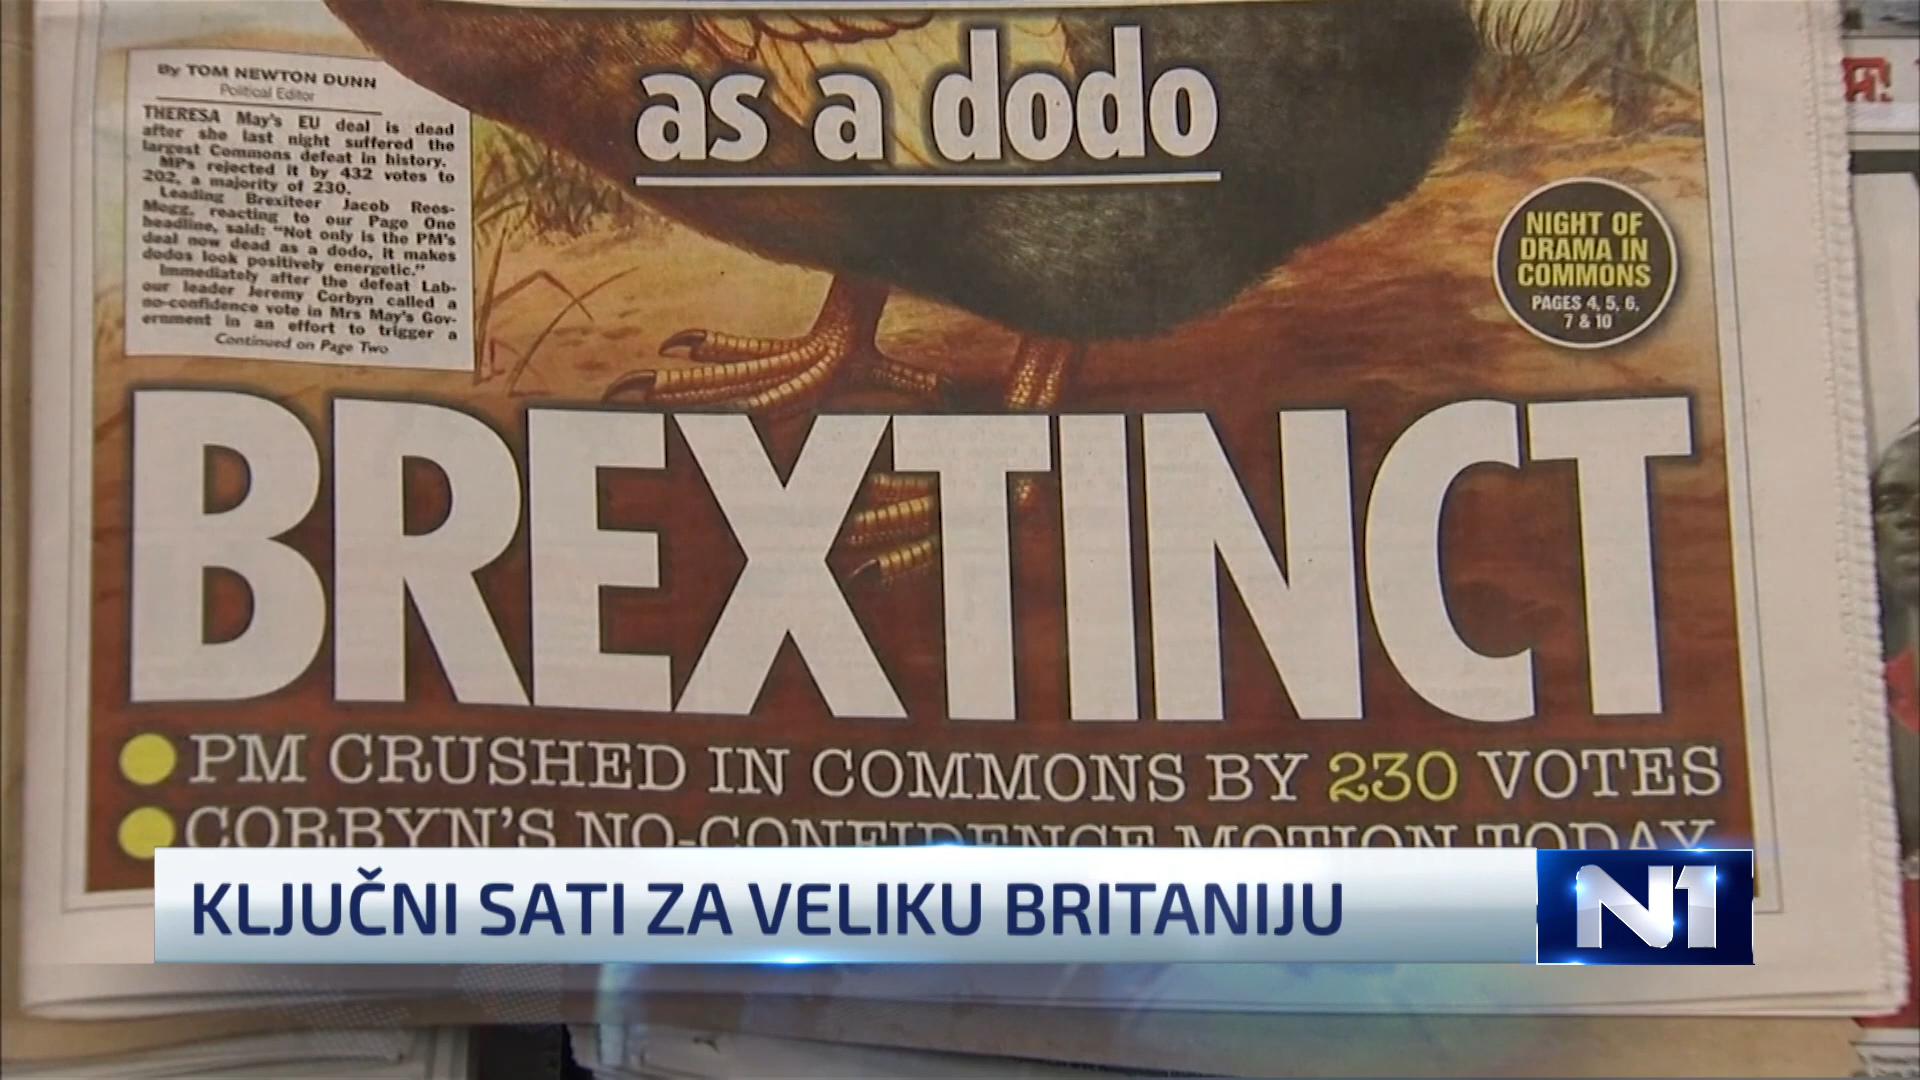 as a dodo
By TOM NEWTON DUNN
Political Editor
THERESA May's EU deal is dead
after she last night suffered the
largest Commons defeat in history.
MPs rejected it by 432 votes to
202, a majority of 230.
Leading Brexiteer Jacob Rees-
Mogg, reacting to our Page One
headline, said: "Not only is the PM's
deal now dead as a dodo, it makes
dodos look positively energetic."
Immediately after the defeat Lab-
our leader Jeremy Corbyn called a
no-confidence vote in Mrs May's Gov-
ernment in an effort to trigger a
Continued on Page Two
NIGHT OF
DRAMA IN
COMMONS
PAGES 4, 5, 6,
7 & 10
BREXTINCT
PM CRUSHED IN COMMONS BY 230 VOTES
CORBYN'S NO-CONFIDENCE MOTION TODAY
KLJUČNI SATI ZA VELIKU BRITANIJU
N1